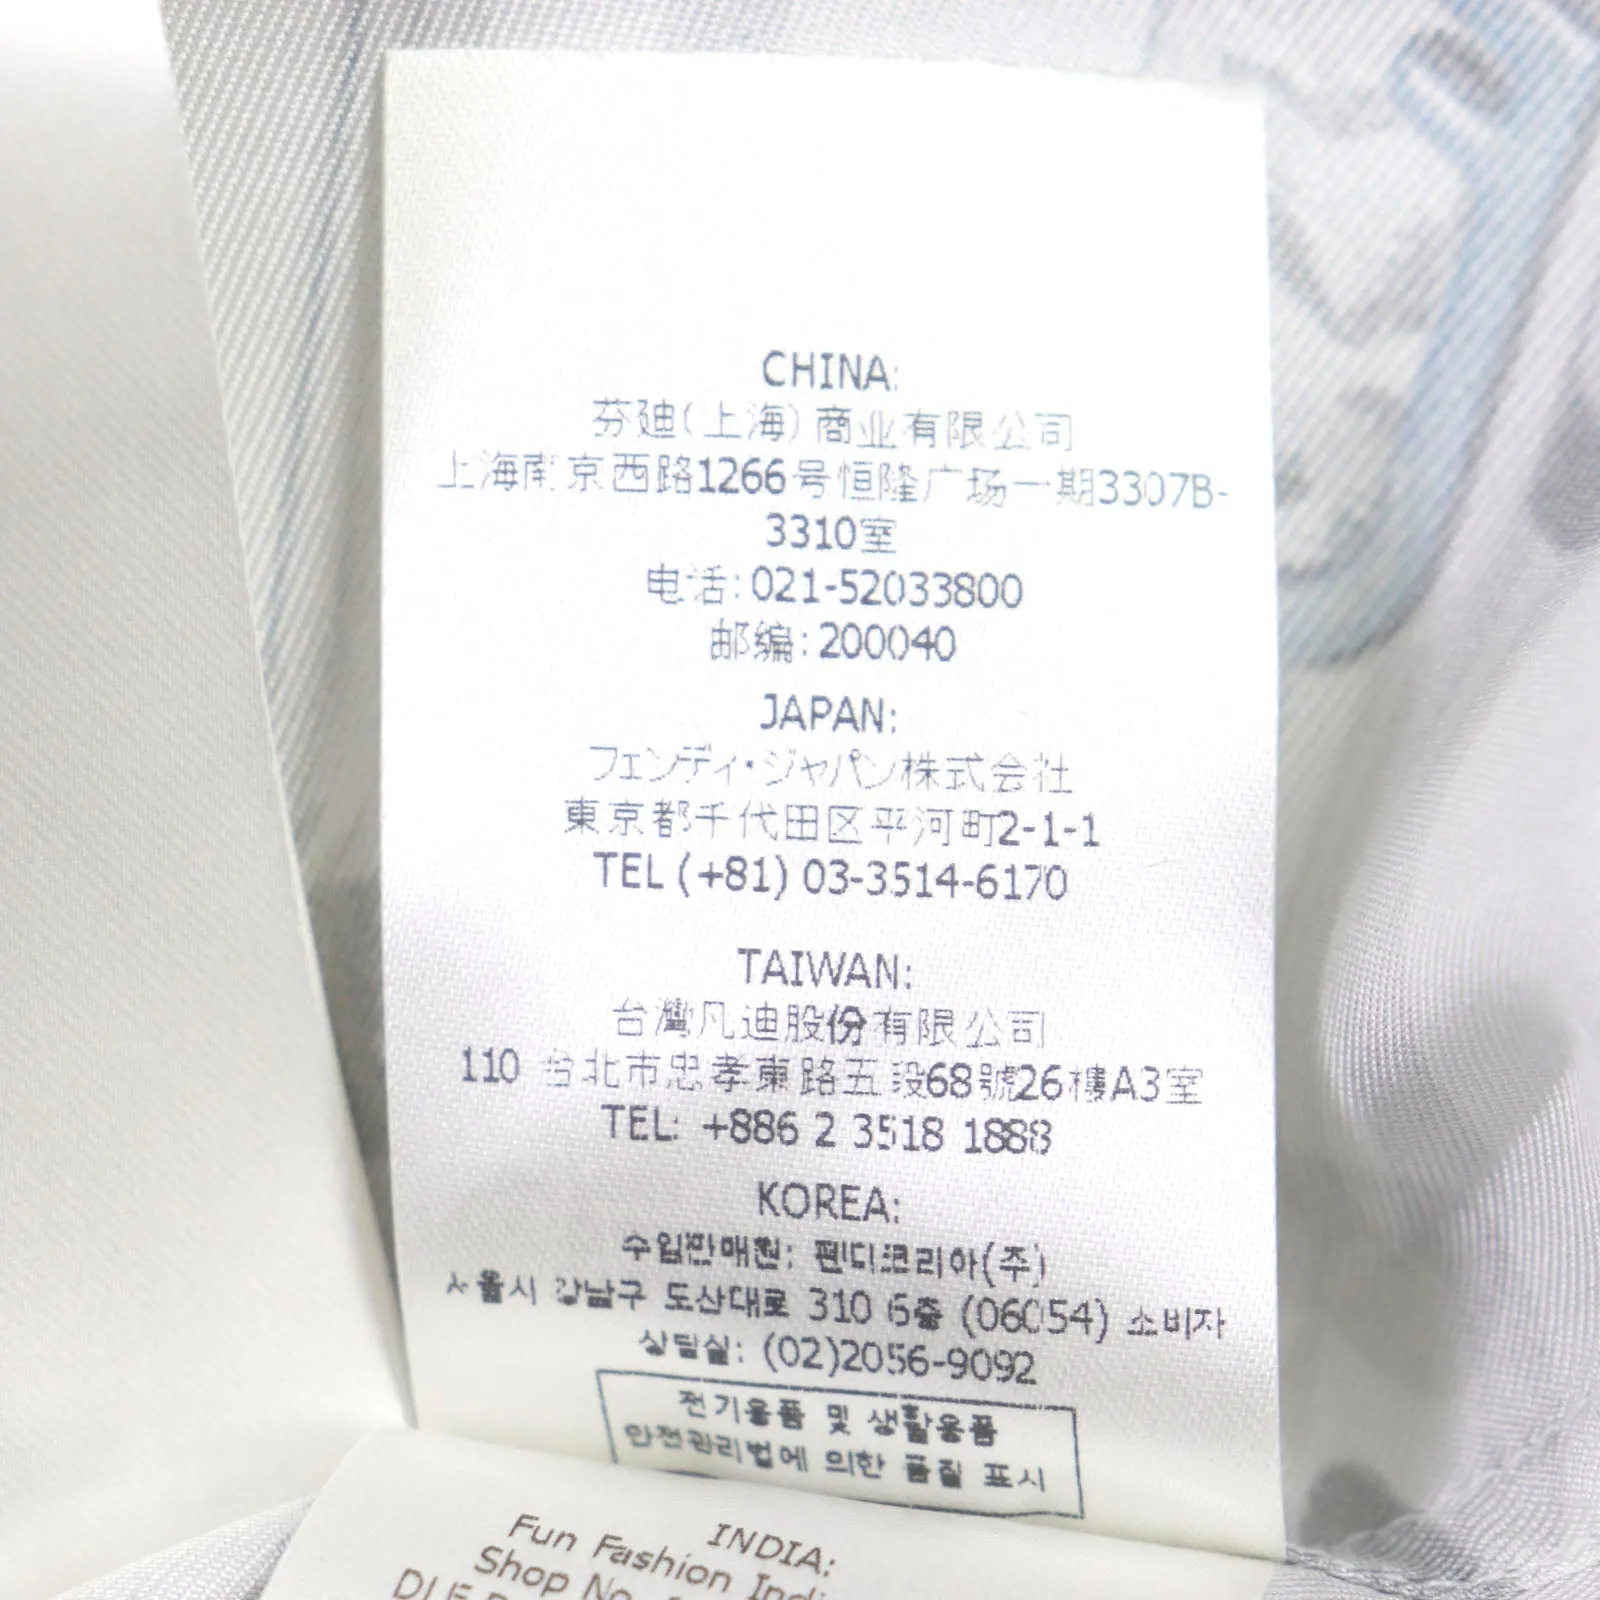 CHINA:
芬廸(上海)商业有限公司
上海南京西路1266号恒隆广场一期3307B-
3310室
电话:021-52033800
邮编:200040
JAPAN:
フェンディ・ジャパン株式会社
東京都千代田区平河町2-1-1
TEL (+81) 03-3514-6170
TAIWAN:
台灣凡迪股份有限公司
110 台北市忠孝東路五段68號26樓A3室
TEL: +886 2 3518 1888
KOREA:
수입판매원: 펜디코리아(주)
서울시 강남구 도산대로 310 6층 (06054) 소비자
상담실: (02)2056-9092
전기용품 및 생활용품
안전관리법에 의한 품질 표시
INDIA:
Fun Fashion
Shop No.